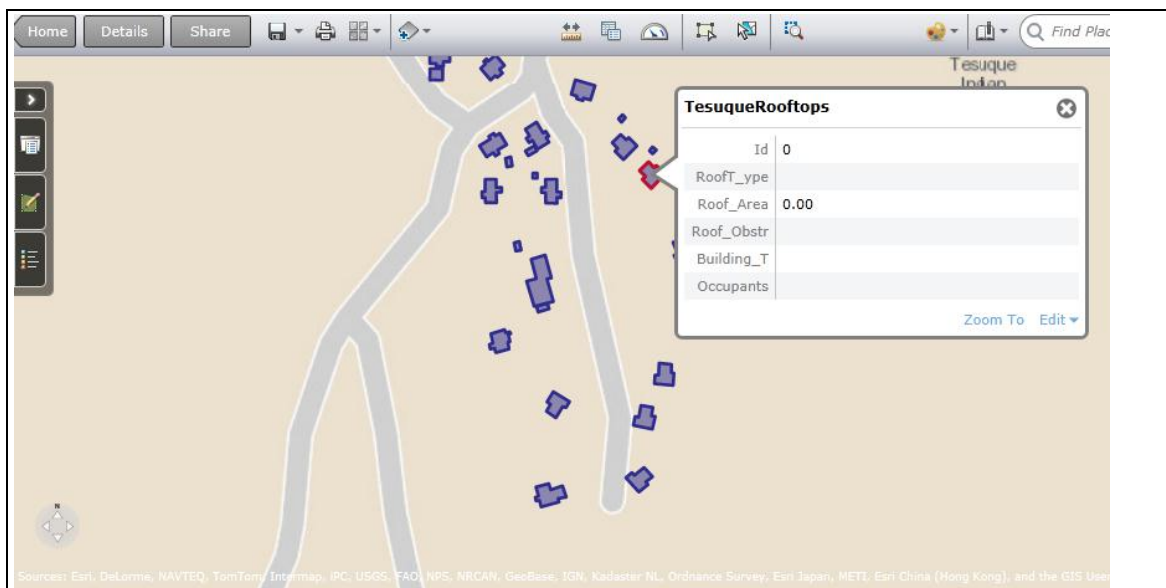 Home Details Share Find Plac
Tesuque
Indian
TesuqueRooftops
Id 0
RoofT_ype
Roof_Area 0.00
Roof_Obstr
Building_T
Occupants
Zoom To Edit
N
Sources: Esri, DeLorme, NAVTEQ, TomTom, Intermap, iPC, USGS, FAO, NPS, NRCAN, GeoBase, IGN, Kadaster NL, Ordnance Survey, Esri Japan, METI, Esri China (Hong Kong), and the GIS User